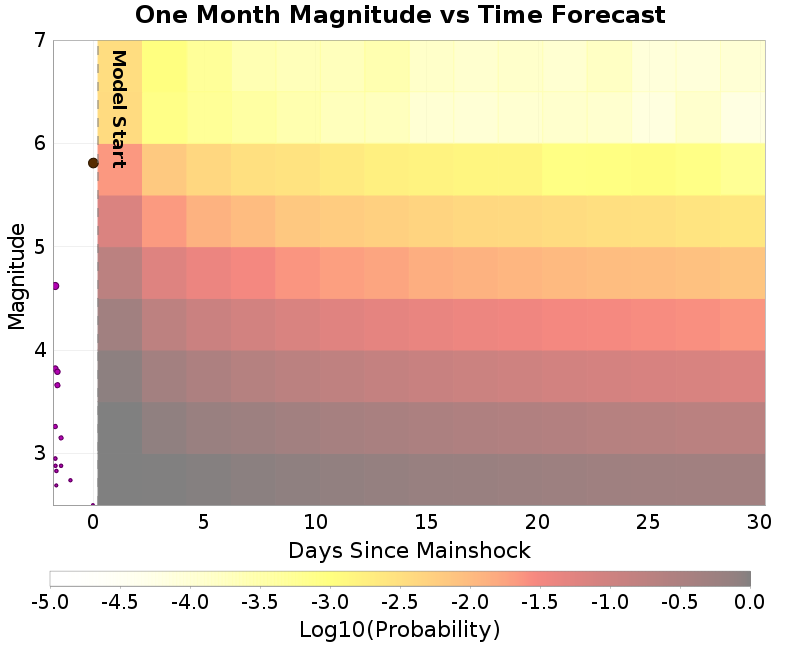 One Month Magnitude vs Time Forecast
Model Start
Magnitude
7
6
5
4
3
0 5 10 15 20 25 30
Days Since Mainshock
-5.0 -4.5 -4.0 -3.5 -3.0 -2.5 -2.0 -1.5 -1.0 -0.5 0.0
Log10(Probability)